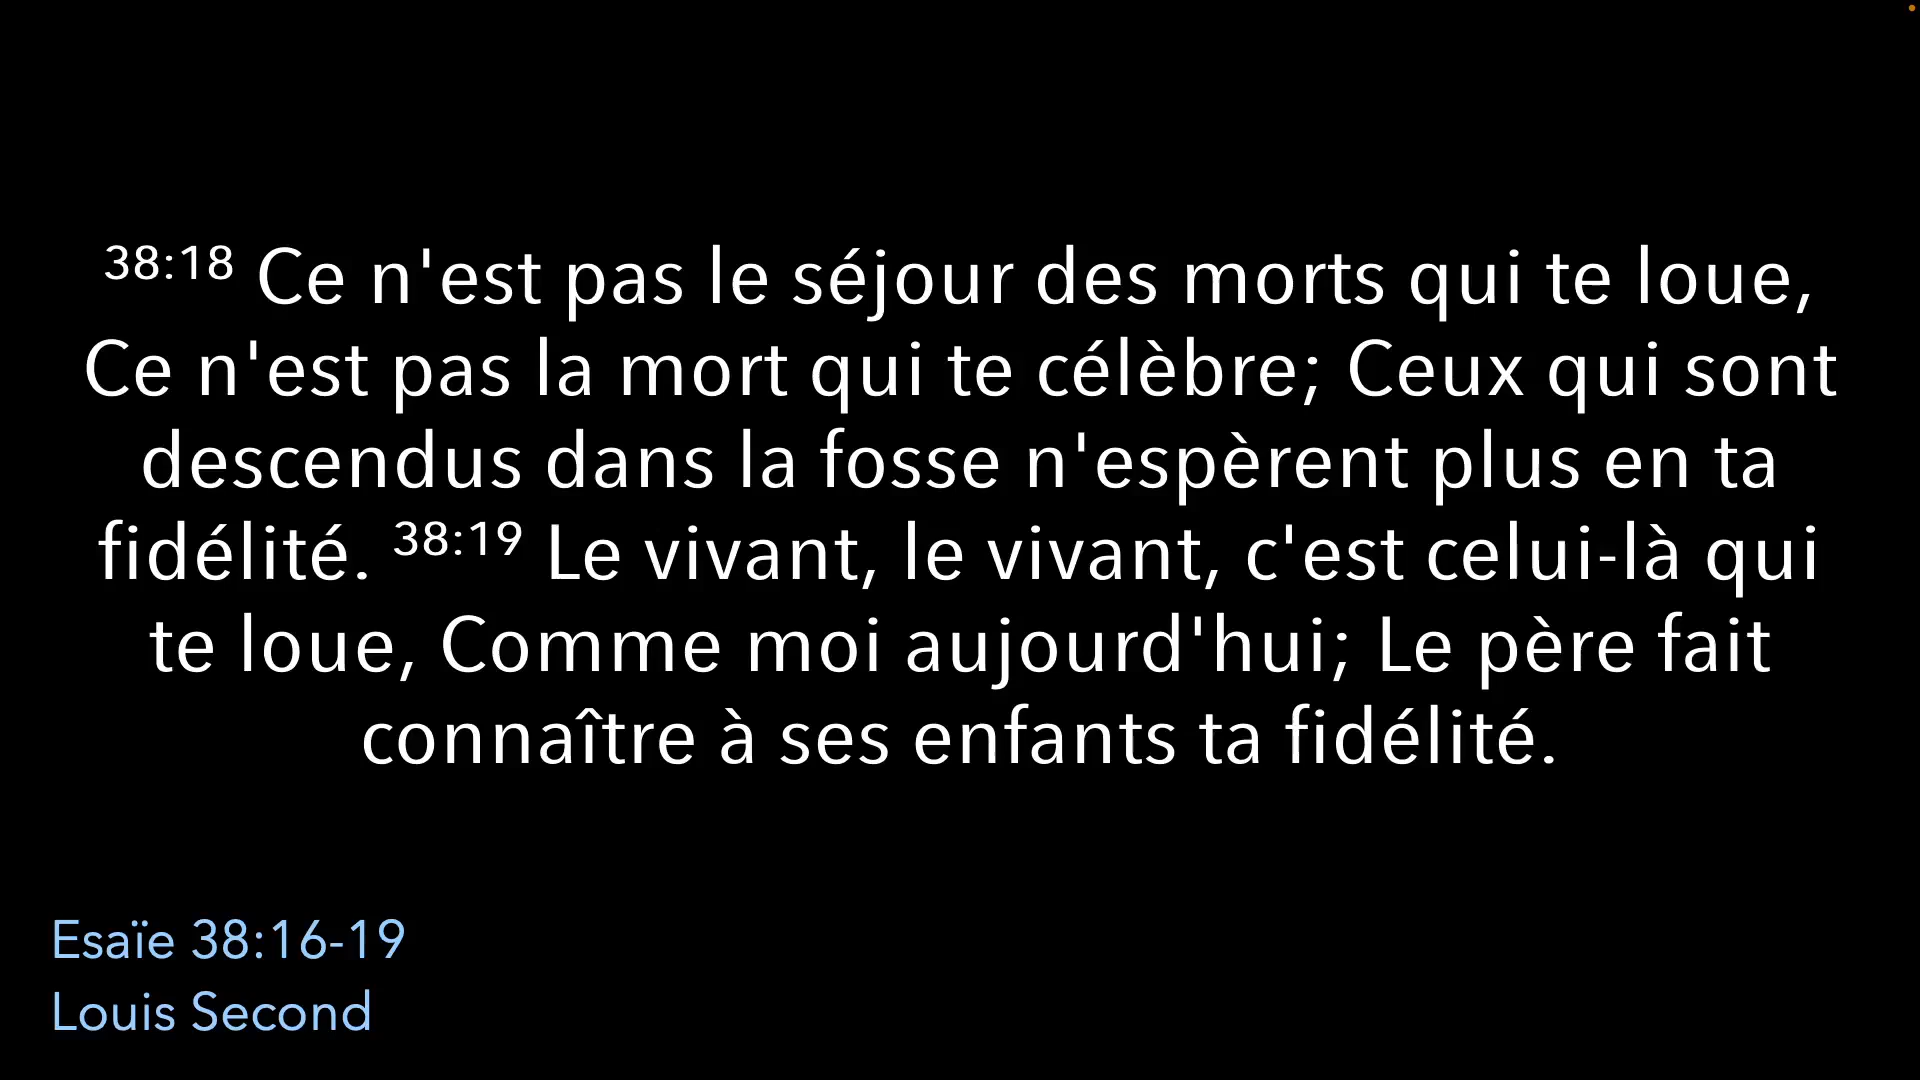 38:18 Ce n'est pas le séjour des morts qui te loue,
Ce n'est pas la mort qui te célèbre; Ceux qui sont
descendus dans la fosse n'espèrent plus en ta
fidélité. 38:19 Le vivant, le vivant, c'est celui-là qui
te loue, Comme moi aujourd'hui; Le père fait
connaître à ses enfants ta fidélité.
Esaïe 38:16-19
Louis Second